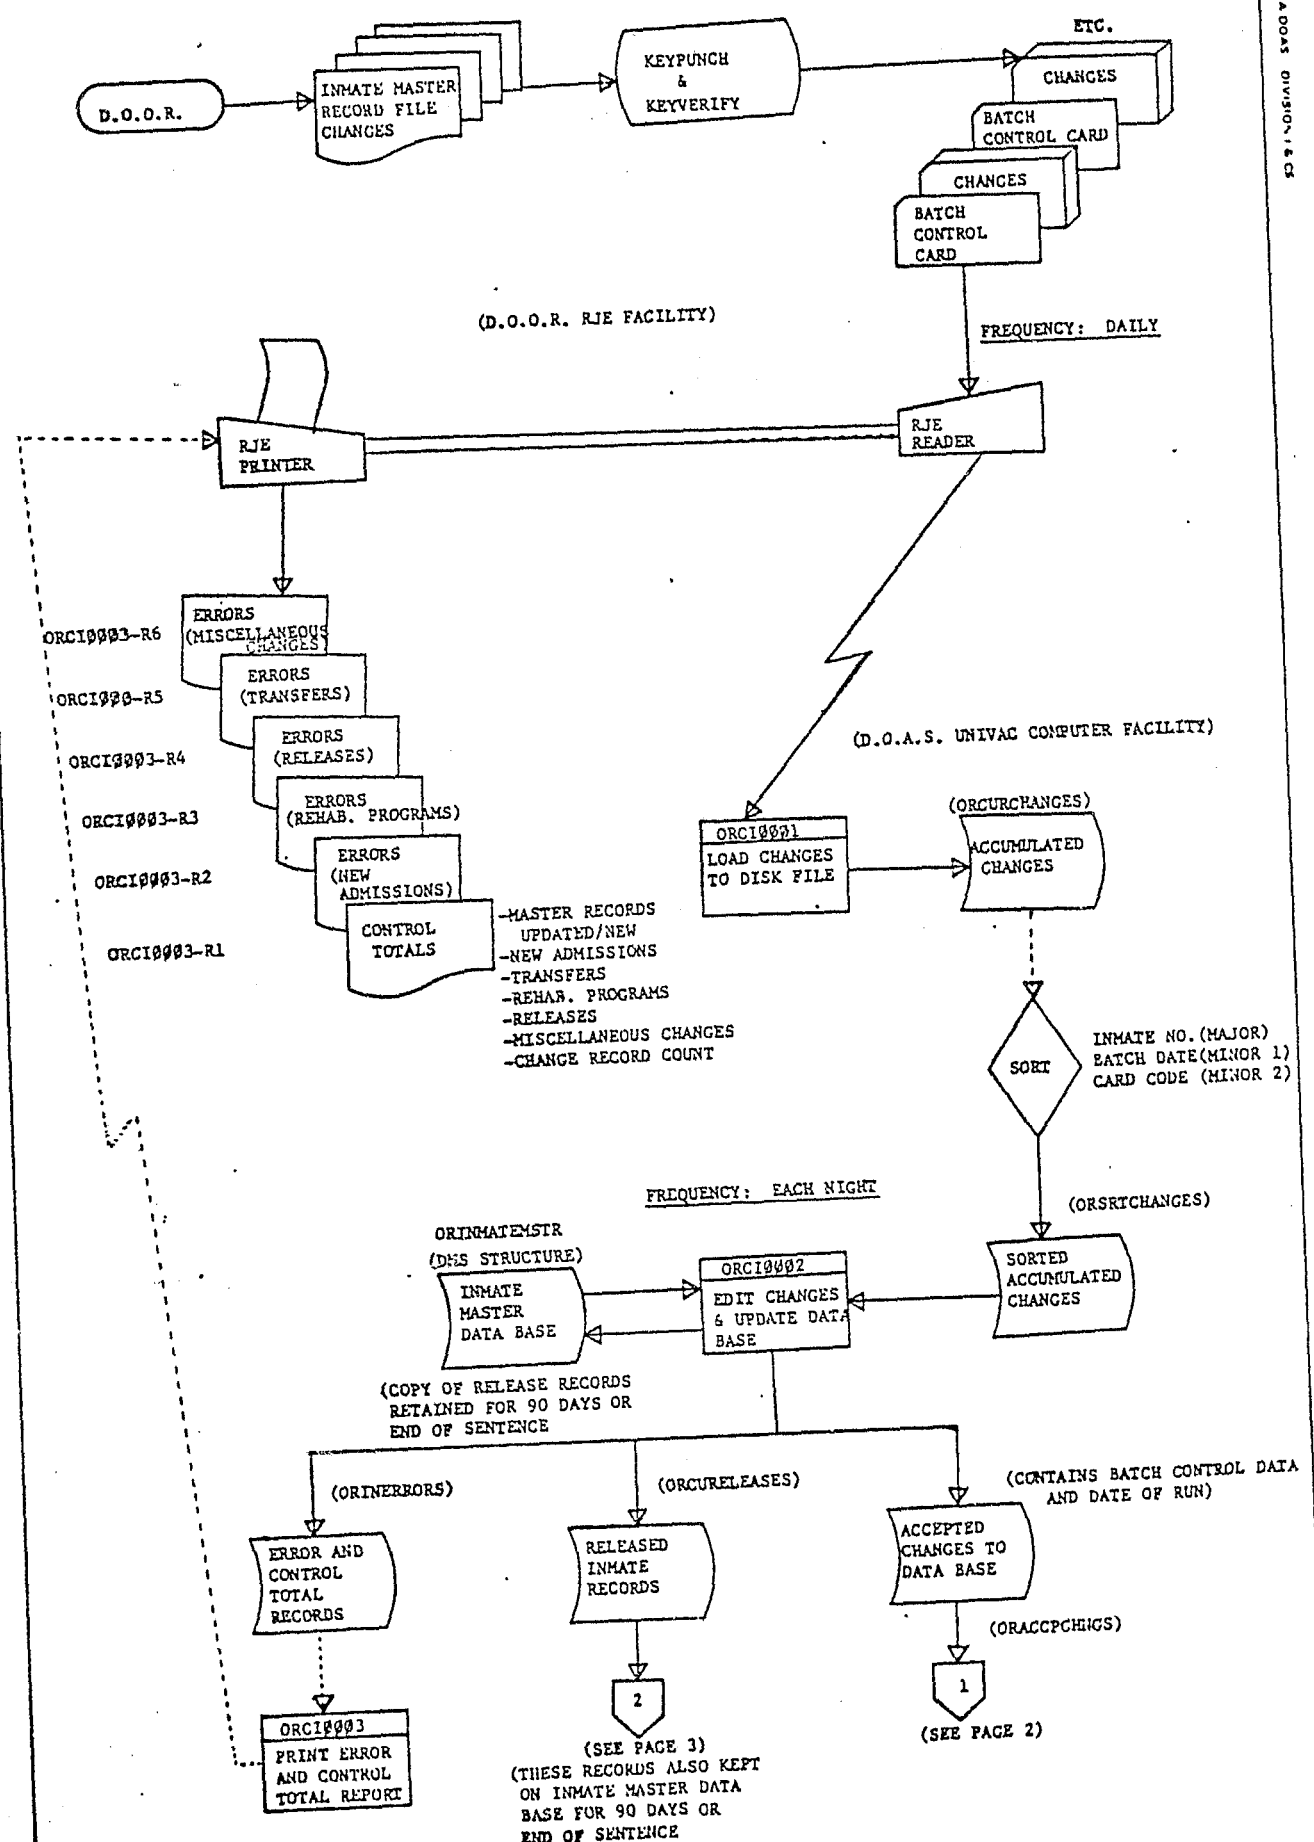 ETC.
D.O.O.R.
INMATE MASTER
RECORD FILE
CHANGES
KEYPUNCH
&
KEYVERIFY
CHANGES
BATCH
CONTROL CARD
CHANGES
BATCH
CONTROL
CARD
(D.O.O.R. RJE FACILITY)
FREQUENCY: DAILY
RJE
PRINTER
RJE
READER
ORCI0003-R6
ERRORS
(MISCELLANEOUS
CHANGES)
ORCI000-R5
ERRORS
(TRANSFERS)
ORCI0003-R4
ERRORS
(RELEASES)
ORCI0003-R3
ERRORS
(REHAB. PROGRAMS)
ORCI0003-R2
ERRORS
(NEW
ADMISSIONS)
ORCI0003-R1
CONTROL
TOTALS
-MASTER RECORDS
UPDATED/NEW
-NEW ADMISSIONS
-TRANSFERS
-REHAB. PROGRAMS
-RELEASES
-MISCELLANEOUS CHANGES
-CHANGE RECORD COUNT
(D.O.A.S. UNIVAC COMPUTER FACILITY)
ORCI0001
LOAD CHANGES
TO DISK FILE
(ORCURCHANGES)
ACCUMULATED
CHANGES
SORT
INMATE NO.(MAJOR)
BATCH DATE(MINOR 1)
CARD CODE (MINOR 2)
FREQUENCY: EACH NIGHT
(ORSRTCHANGES)
ORINMATEMSTR
(DMS STRUCTURE)
INMATE
MASTER
DATA BASE
ORCI0002
EDIT CHANGES
& UPDATE DATA
BASE
SORTED
ACCUMULATED
CHANGES
(COPY OF RELEASE RECORDS
RETAINED FOR 90 DAYS OR
END OF SENTENCE
(ORINERRORS)
(ORCURELEASES)
(CONTAINS BATCH CONTROL DATA
AND DATE OF RUN)
ERROR AND
CONTROL
TOTAL
RECORDS
RELEASED
INMATE
RECORDS
ACCEPTED
CHANGES TO
DATA BASE
(ORACCPCHNGS)
2
1
(SEE PAGE 2)
ORCI0003
PRINT ERROR
AND CONTROL
TOTAL REPORT
(SEE PAGE 3)
(THESE RECORDS ALSO KEPT
ON INMATE MASTER DATA
BASE FOR 90 DAYS OR
END OF SENTENCE